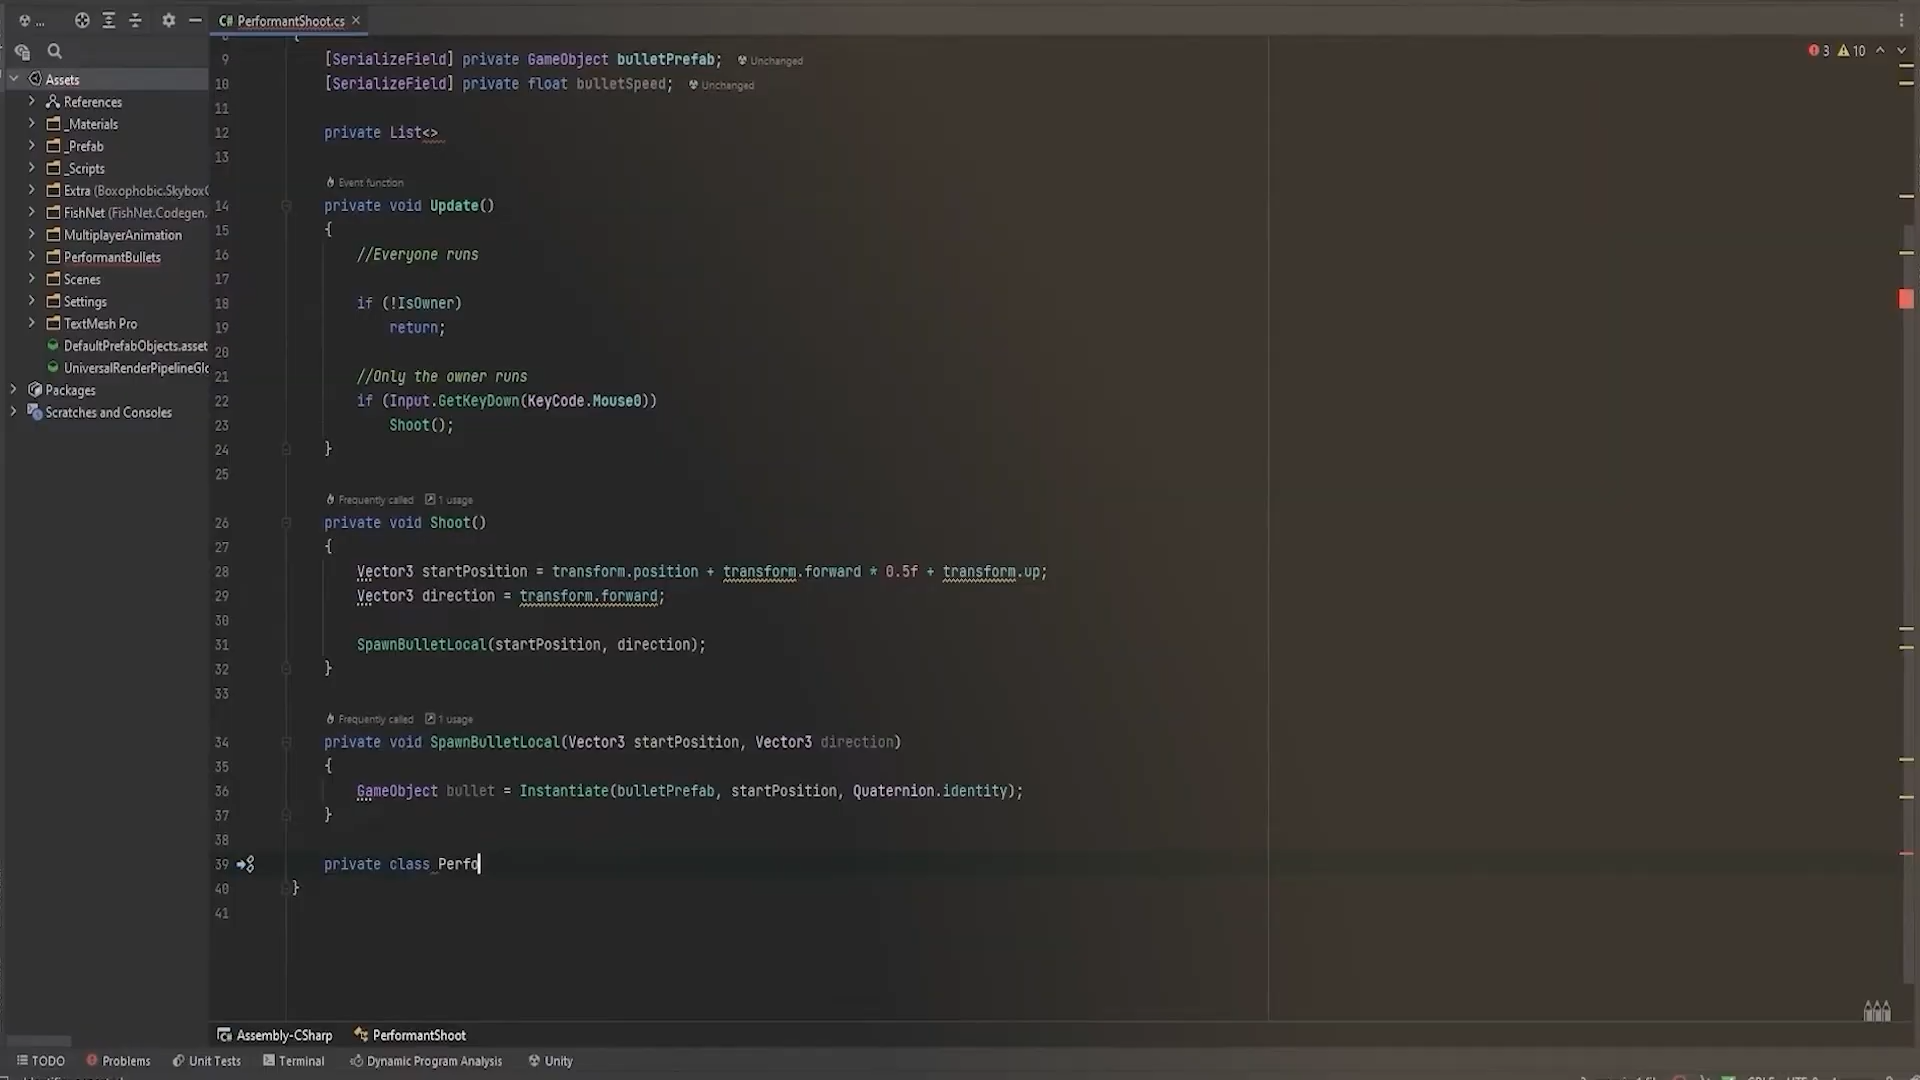 ...
C# PerformantShoot.cs ×
3 10
Assets
References
_Materials
_Prefab
_Scripts
Extra (Boxophobic.SkyboxC
FishNet (FishNet.Codegen.
MultiplayerAnimation
PerformantBullets
Scenes
Settings
TextMesh Pro
DefaultPrefabObjects.asset
UniversalRenderPipelineGlo
Packages
Scratches and Consoles
8 {
9 [SerializeField] private GameObject bulletPrefab; Unchanged
10 [SerializeField] private float bulletSpeed; Unchanged
11
12 private List<>
13
Event function
14 private void Update()
15 {
16 //Everyone runs
17
18 if (!IsOwner)
19 return;
20
21 //Only the owner runs
22 if (Input.GetKeyDown(KeyCode.Mouse0))
23 Shoot();
24 }
25
Frequently called 1 usage
26 private void Shoot()
27 {
28 Vector3 startPosition = transform.position + transform.forward * 0.5f + transform.up;
29 Vector3 direction = transform.forward;
30
31 SpawnBulletLocal(startPosition, direction);
32 }
33
Frequently called 1 usage
34 private void SpawnBulletLocal(Vector3 startPosition, Vector3 direction)
35 {
36 GameObject bullet = Instantiate(bulletPrefab, startPosition, Quaternion.identity);
37 }
38
39 private class Perfo
40 }
41
Assembly-CSharp PerformantShoot
TODO Problems Unit Tests Terminal Dynamic Program Analysis Unity